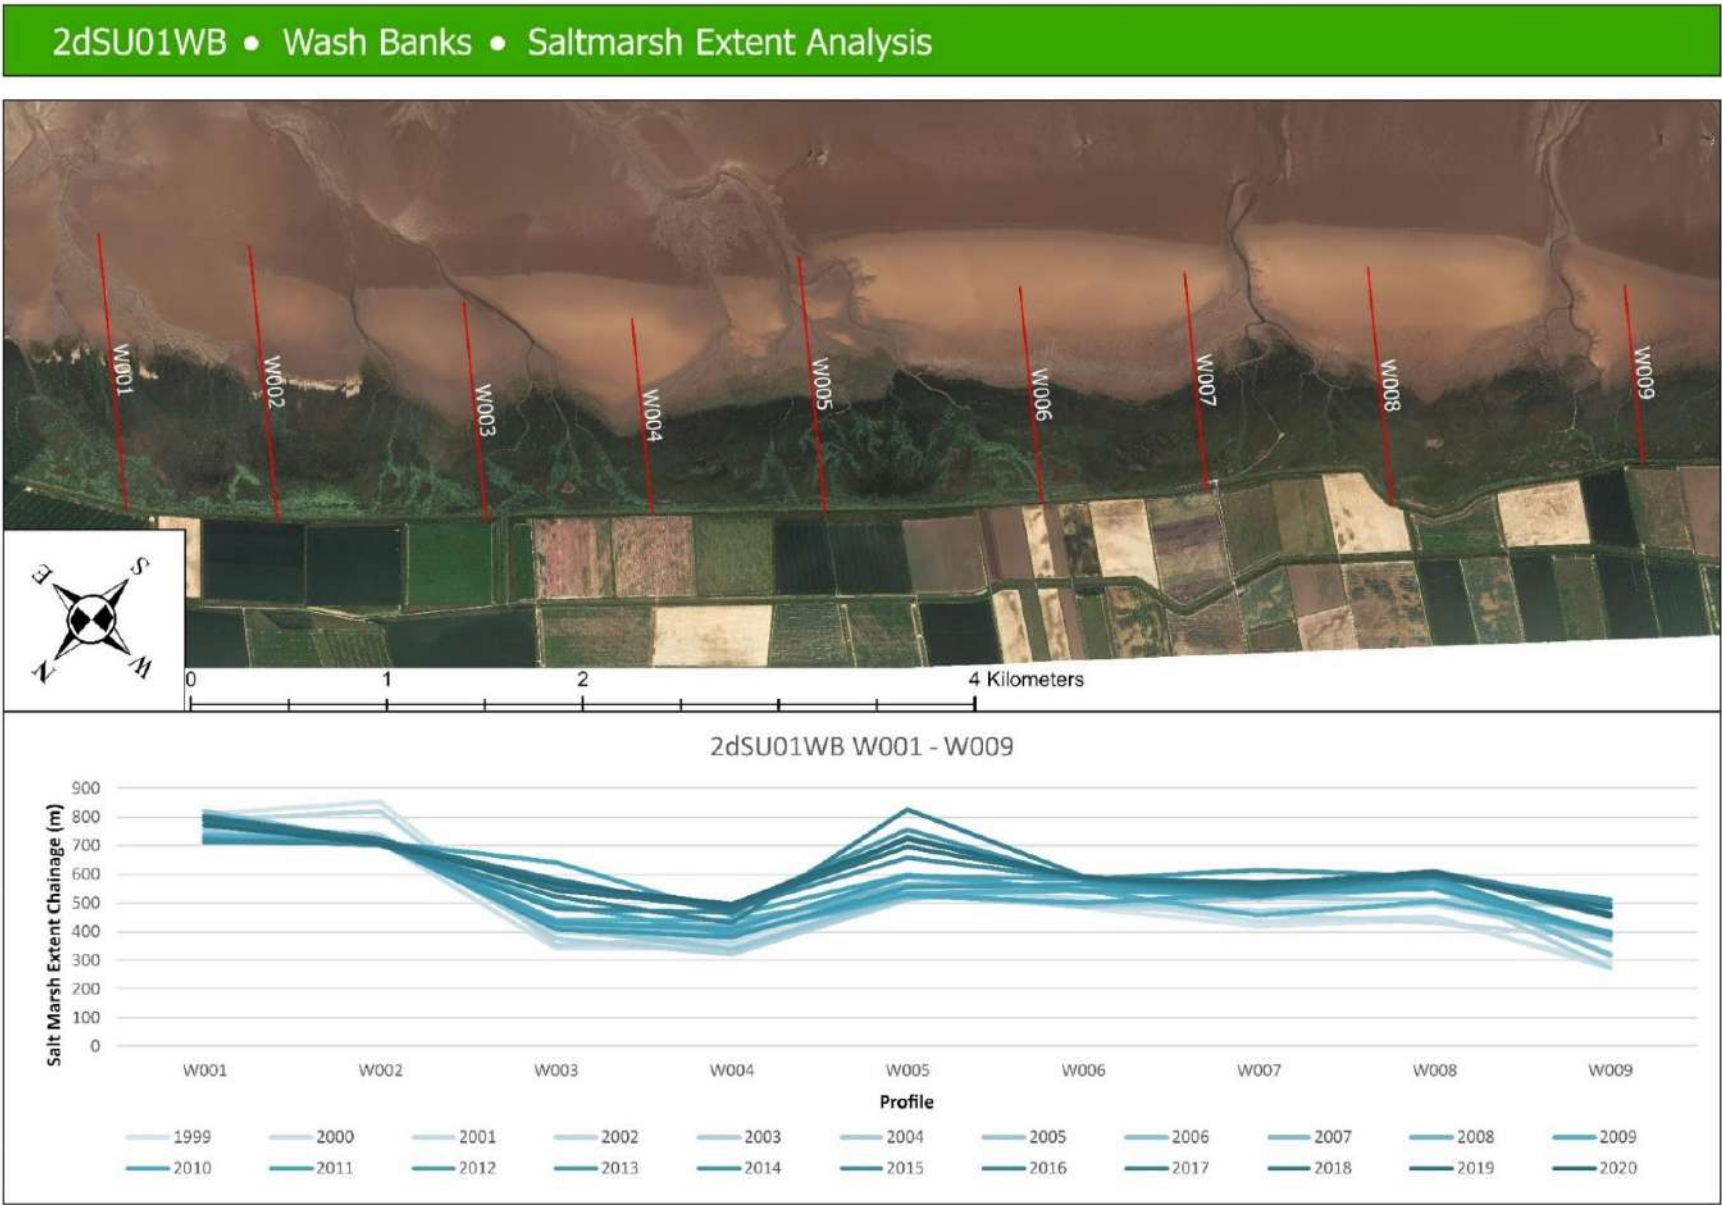 2dSU01WB • Wash Banks • Saltmarsh Extent Analysis
W001
W002
W003
W004
W005
W006
W007
W008
W009
E
S
N
W
0 1 2 4 Kilometers
2dSU01WB W001 - W009
Salt Marsh Extent Chainage (m)
900
800
700
600
500
400
300
200
100
0
W001 W002 W003 W004 W005 W006 W007 W008 W009
Profile
1999 2000 2001 2002 2003 2004 2005 2006 2007 2008 2009
2010 2011 2012 2013 2014 2015 2016 2017 2018 2019 2020